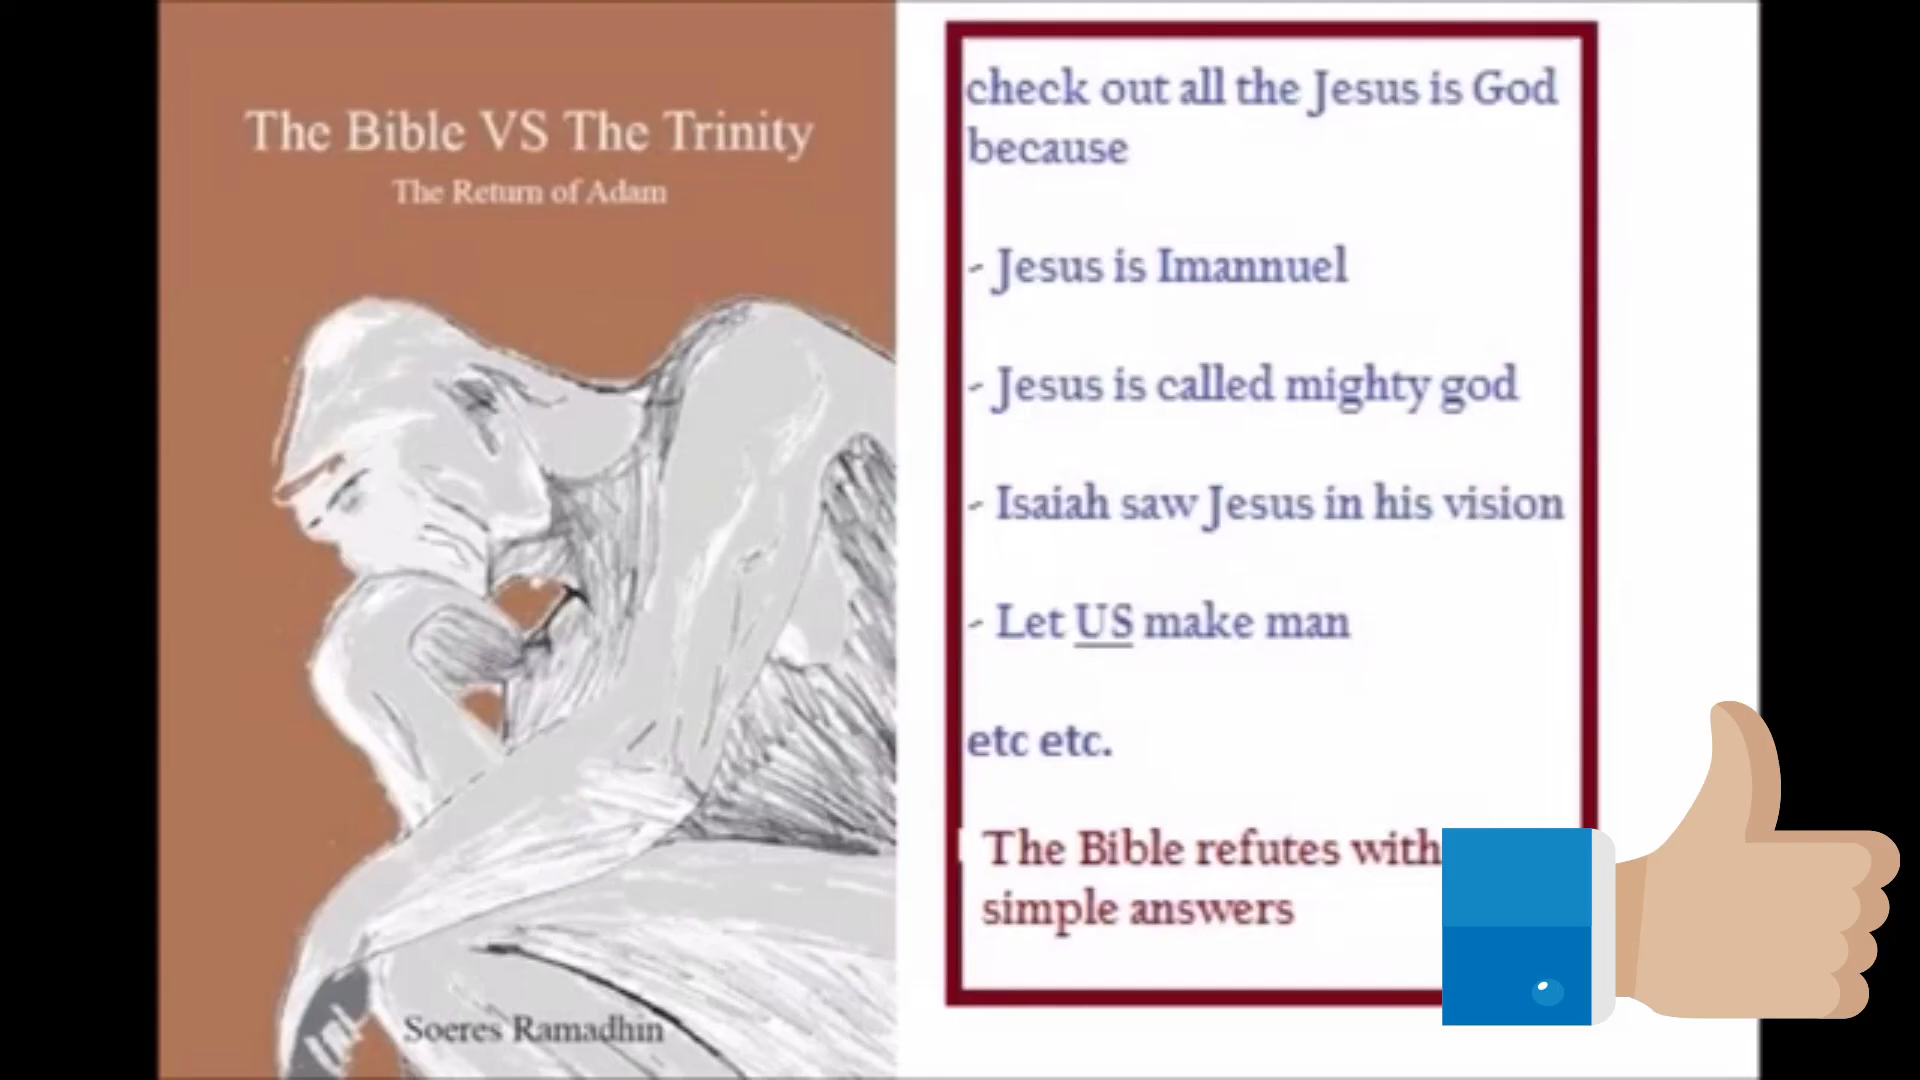 The Bible VS The Trinity
The Return of Adam
Soeres Ramadhin
check out all the Jesus is God
because
- Jesus is Imannuel
- Jesus is called mighty god
- Isaiah saw Jesus in his vision
- Let US make man
etc etc.
The Bible refutes with
simple answers